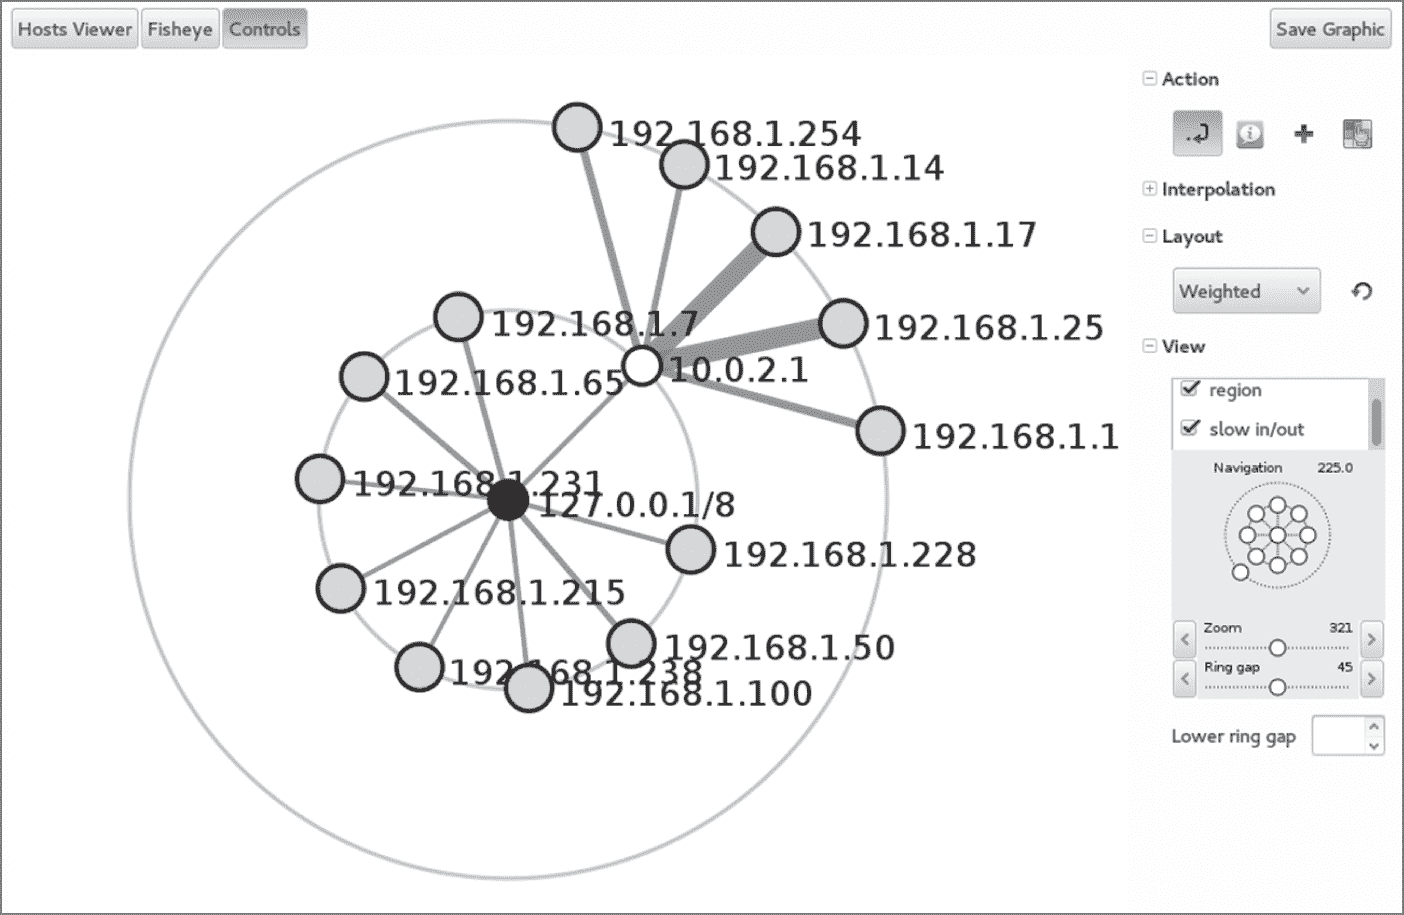 Hosts Viewer
Fisheye
Controls
Save Graphic
192.168.1.254
192.168.1.14
192.168.1.17
192.168.1.7
192.168.1.25
10.0.2.1
192.168.1.65
192.168.1.1
192.168.1.231
127.0.0.1/8
192.168.1.228
192.168.1.215
192.168.1.50
192.168.1.238
192.168.1.100
Action
Interpolation
Layout
Weighted
View
region
slow in/out
Navigation 225.0
Zoom 321
Ring gap 45
Lower ring gap